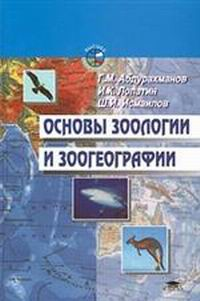 Г.М. Абдурахманов
И.К. Лопатин
Ш.И. Исмаилов
ОСНОВЫ ЗООЛОГИИ
И ЗООГЕОГРАФИИ